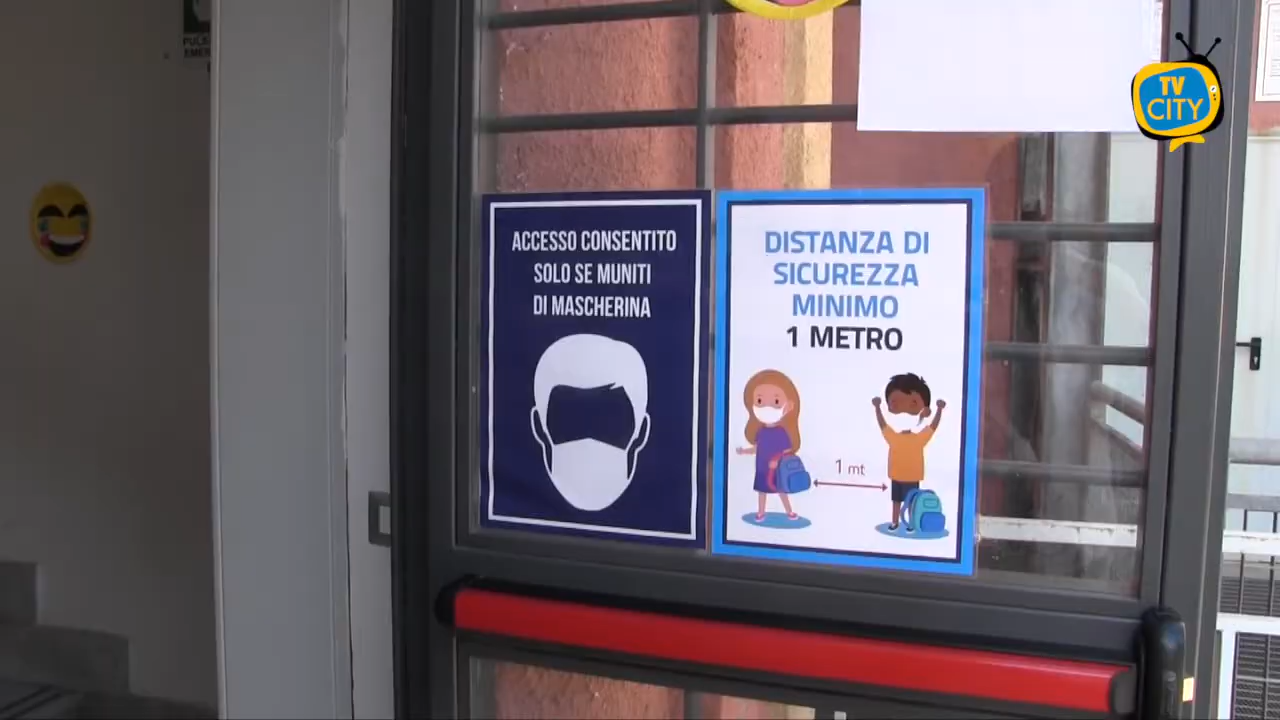 TV
CITY
ACCESSO CONSENTITO
SOLO SE MUNITI
DI MASCHERINA
DISTANZA DI
SICUREZZA
MINIMO
1 METRO
1 mt